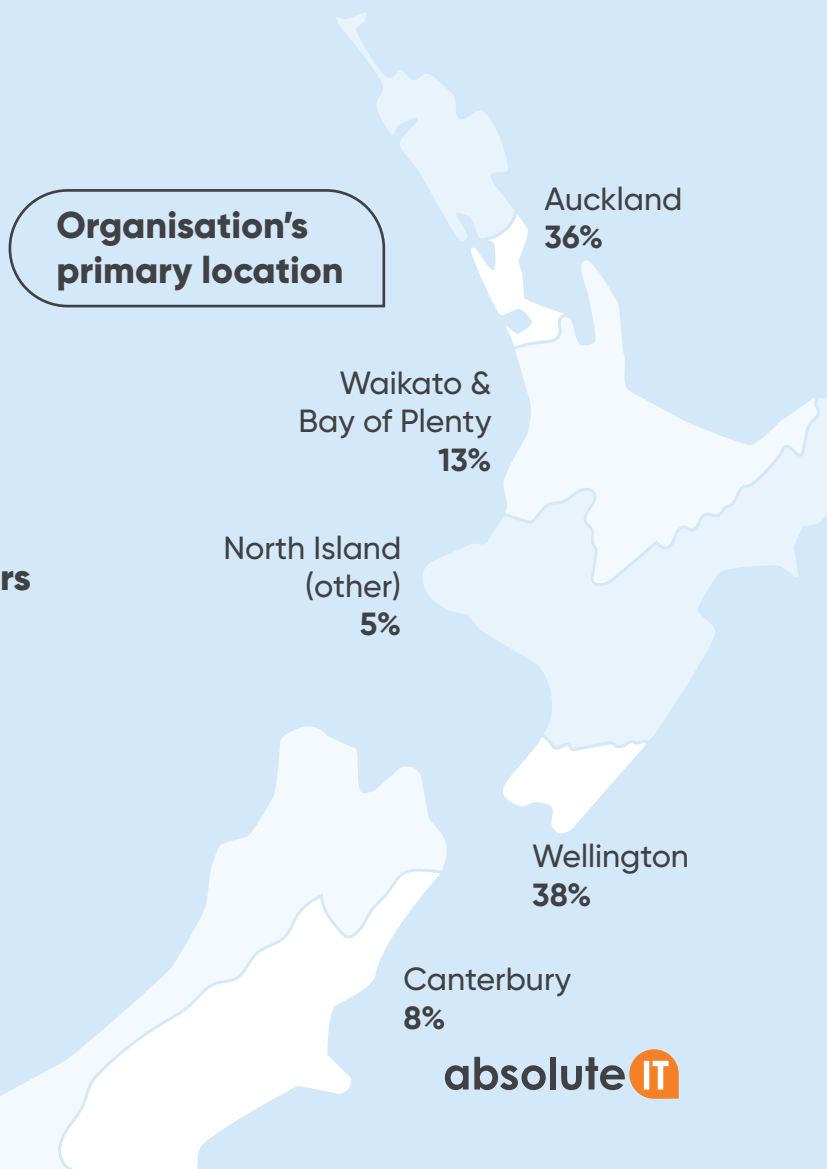 Organisation's
primary location
Auckland
36%
Waikato &
Bay of Plenty
13%
North Island
(other)
5%
rs
Wellington
38%
Canterbury
8%
absolute IT